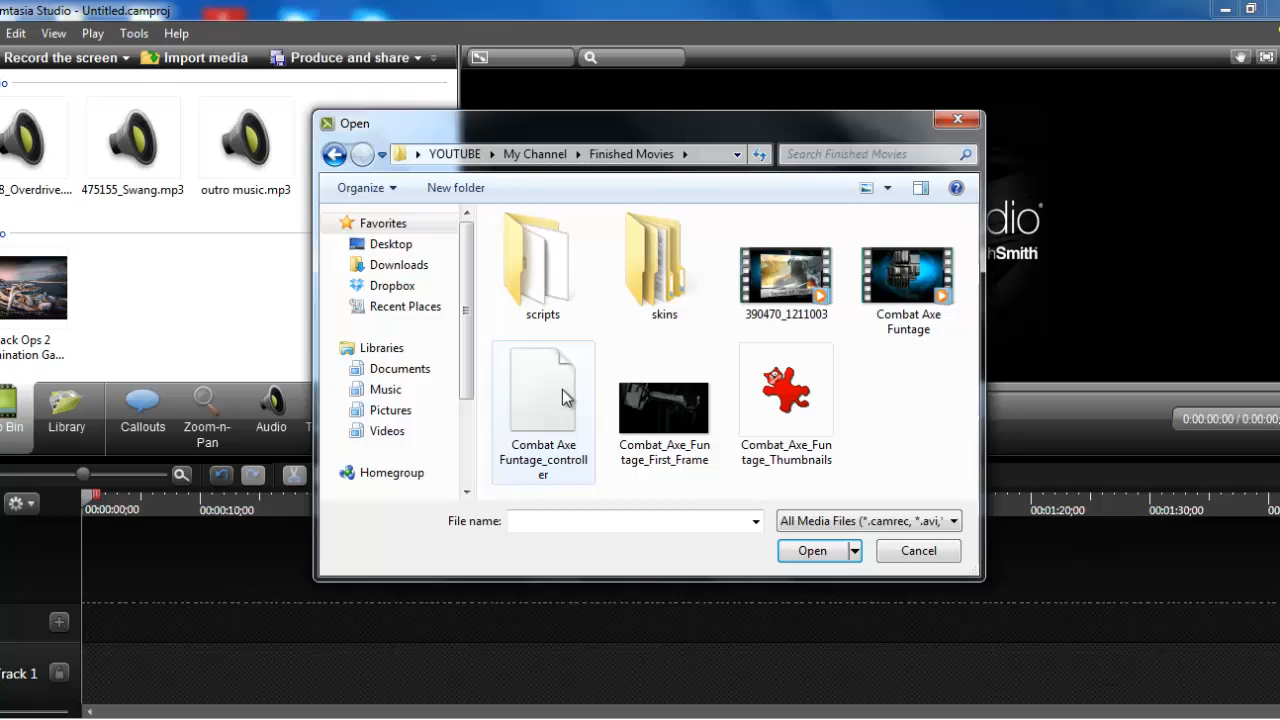 mtasia Studio - Untitled.camproj
Edit View Play Tools Help
Record the screen Import media Produce and share
io
8_Overdrive.... 475155_Swang.mp3 outro music.mp3
o
ack Ops 2
mination Ga...
Open
YOUTUBE My Channel Finished Movies Search Finished Movies
Organize New folder
Favorites
Desktop
Downloads
Dropbox
Recent Places
Libraries
Documents
Music
Pictures
Videos
Homegroup
scripts skins 390470_1211003 Combat Axe
Funtage
Combat Axe Combat_Axe_Fun Combat_Axe_Fun
Funtage_controll tage_First_Frame tage_Thumbnails
er
File name: All Media Files (*.camrec, *.avi,'
Open Cancel
dio®
hSmith
p Bin Library Callouts Zoom-n-
Pan Audio T
0:00:00;00 / 0:00:00;
00:00:00;00 00:00:10;00 00:01:20;00 00:01:30;00 00
rack 1